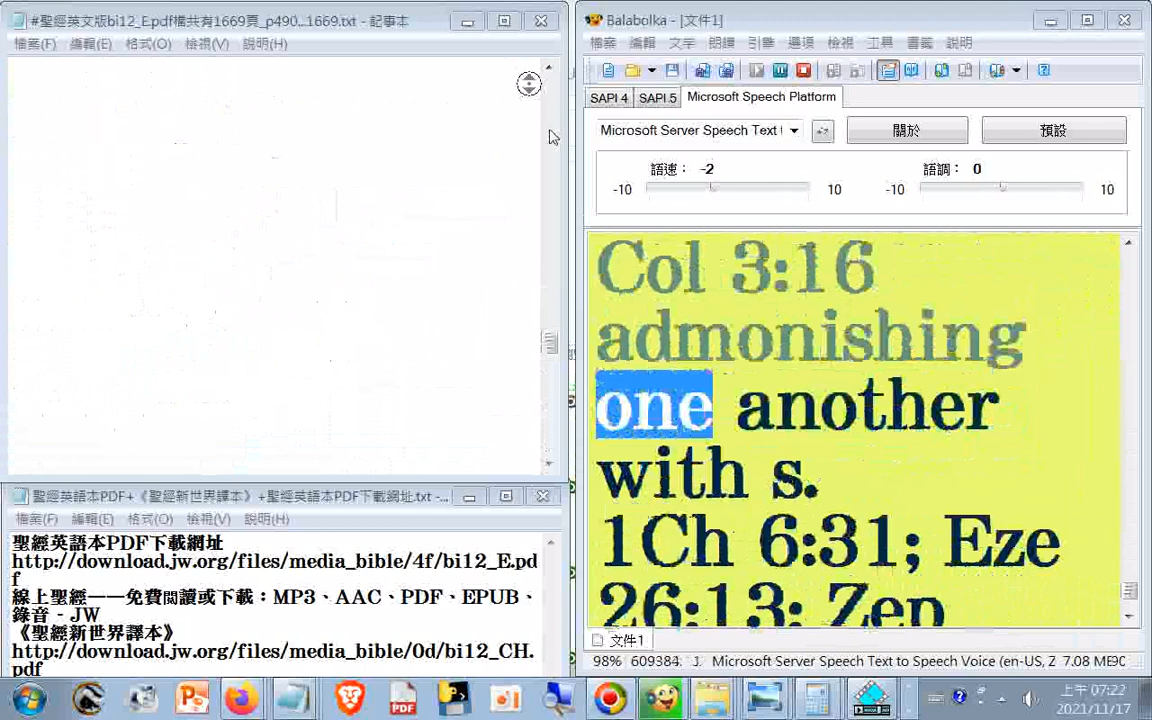 #聖經英文版bi12_E.pdf檔共有1669頁_p490...1669.txt - 記事本
檔案(F) 編輯(E) 格式(O) 檢視(V) 說明(H)
聖經英語本PDF+《聖經新世界譯本》+聖經英語本PDF下載網址.txt -...
檔案(F) 編輯(E) 格式(O) 檢視(V) 說明(H)
聖經英語本PDF下載網址
http://download.jw.org/files/media_bible/4f/bi12_E.pd
f
線上聖經——免費閱讀或下載：MP3、AAC、PDF、EPUB、
錄音 - JW
《聖經新世界譯本》
http://download.jw.org/files/media_bible/0d/bi12_CH.
pdf
Balabolka - [文件1]
檔案 編輯 文字 朗讀 引擎 選項 檢視 工具 書籤 說明
SAPI 4 SAPI 5 Microsoft Speech Platform
Microsoft Server Speech Text 關於 預設
語速： -2 語調： 0
-10 10 -10 10
Col 3:16
admonishing
one another
with s.
1Ch 6:31; Eze
26:13; Zep
文件1
98% 609384. Microsoft Server Speech Text to Speech Voice (en-US, Z 7.08 ME90
上午 07:22
2021/11/17